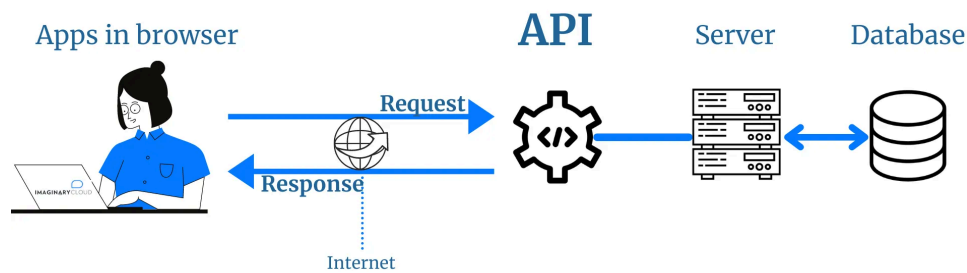 Apps in browser
API
Server
Database
Request
</>
Response
IMAGINARYCLOUD
Internet